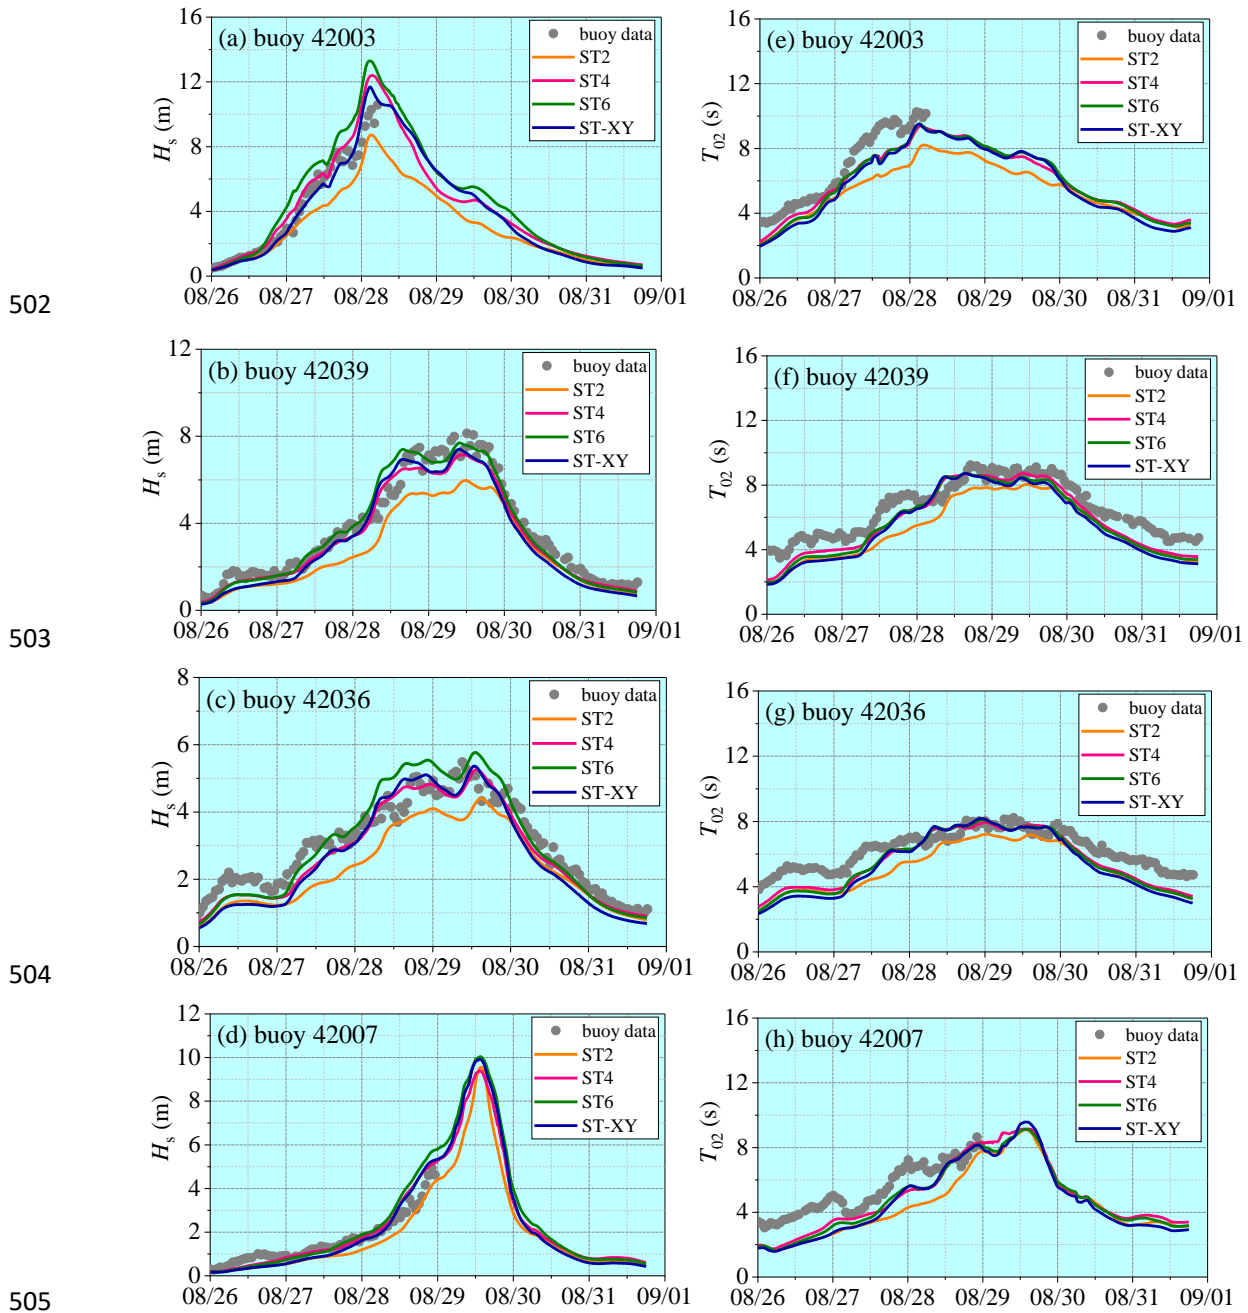 (a) buoy 42003
buoy data
ST2
ST4
ST6
ST-XY
Hs (m)
16
12
8
4
0
08/26 08/27 08/28 08/29 08/30 08/31 09/01
(e) buoy 42003
buoy data
ST2
ST4
ST6
ST-XY
T02 (s)
16
12
8
4
0
08/26 08/27 08/28 08/29 08/30 08/31 09/01
502
(b) buoy 42039
buoy data
ST2
ST4
ST6
ST-XY
Hs (m)
12
8
4
0
08/26 08/27 08/28 08/29 08/30 08/31 09/01
(f) buoy 42039
buoy data
ST2
ST4
ST6
ST-XY
T02 (s)
16
12
8
4
0
08/26 08/27 08/28 08/29 08/30 08/31 09/01
503
(c) buoy 42036
buoy data
ST2
ST4
ST6
ST-XY
Hs (m)
8
6
4
2
0
08/26 08/27 08/28 08/29 08/30 08/31 09/01
(g) buoy 42036
buoy data
ST2
ST4
ST6
ST-XY
T02 (s)
16
12
8
4
0
08/26 08/27 08/28 08/29 08/30 08/31 09/01
504
(d) buoy 42007
buoy data
ST2
ST4
ST6
ST-XY
Hs (m)
12
10
8
6
4
2
0
08/26 08/27 08/28 08/29 08/30 08/31 09/01
(h) buoy 42007
buoy data
ST2
ST4
ST6
ST-XY
T02 (s)
16
12
8
4
0
08/26 08/27 08/28 08/29 08/30 08/31 09/01
505